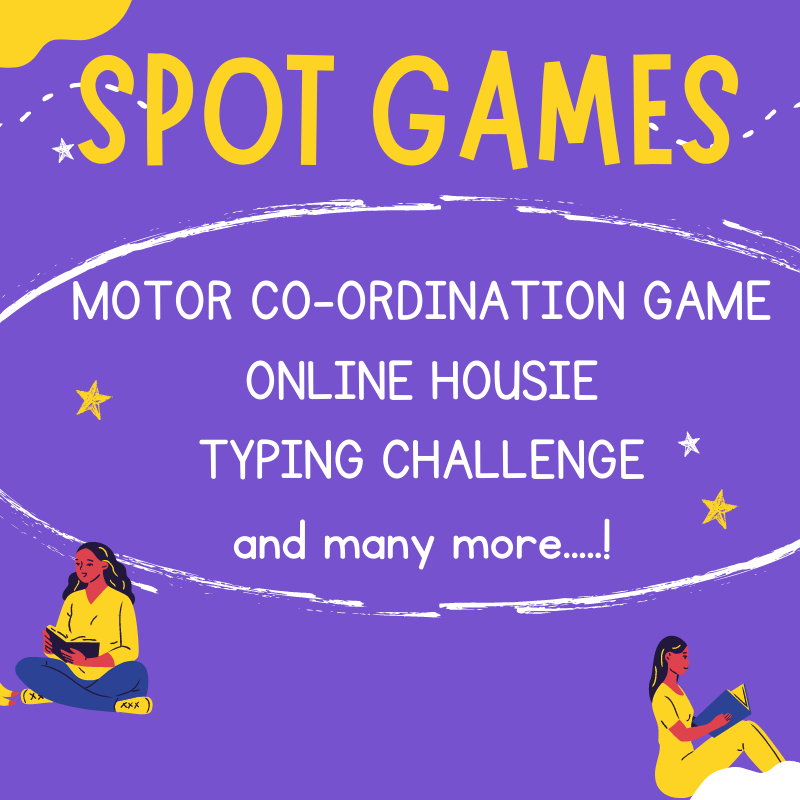 SPOT GAMES
MOTOR CO-ORDINATION GAME
ONLINE HOUSIE
TYPING CHALLENGE
and many more.....!